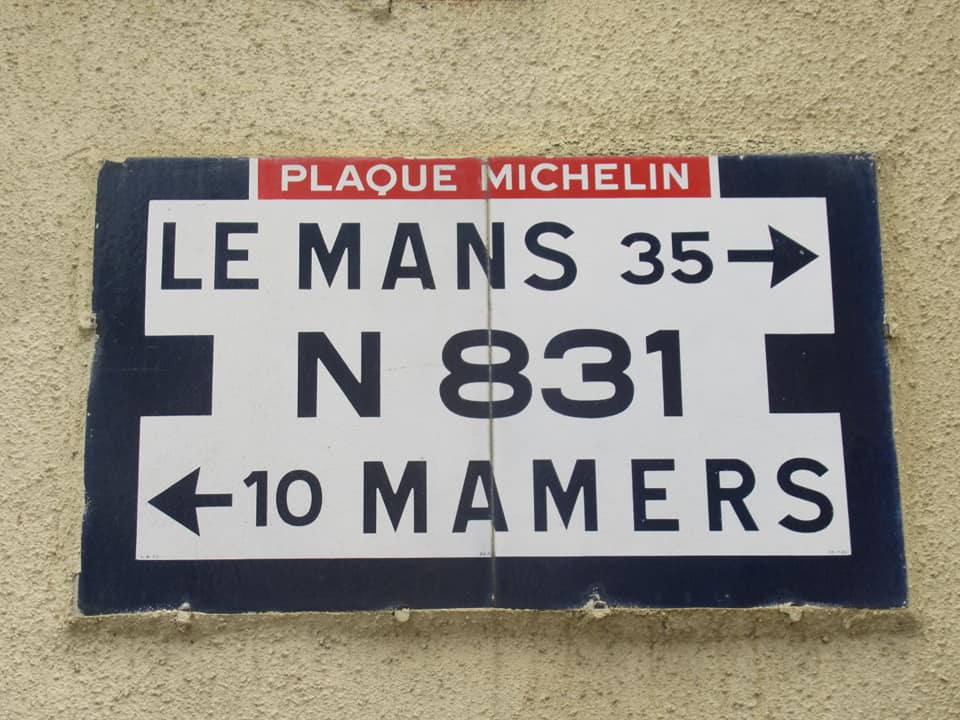 PLAQUE MICHELIN
LE MANS 35 →
N 831
← 10 MAMERS